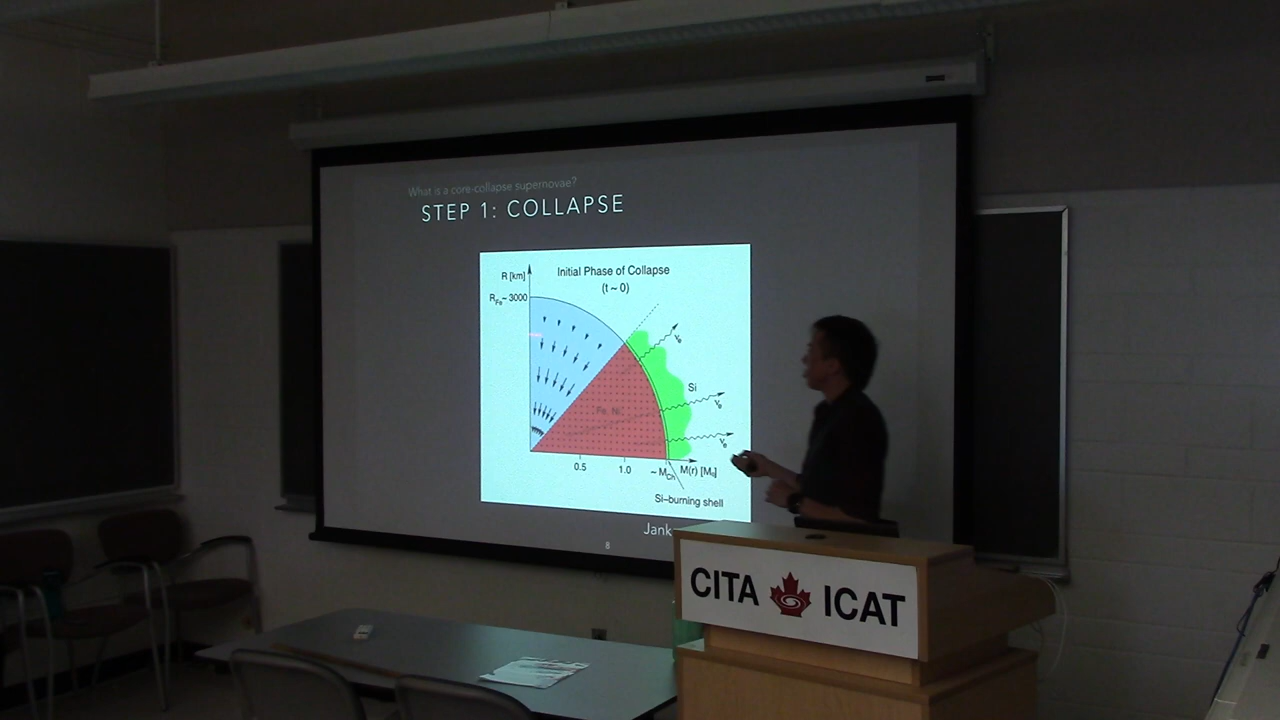 What is a core-collapse supernovae?
STEP 1: COLLAPSE
R [km]
Initial Phase of Collapse
(t ~ 0)
R_Fe ~ 3000
ν_e
Si
ν_e
Fe, Ni
ν_e
0.5
1.0
~ M_Ch
M(r) [M_⊙]
Si–burning shell
Jank
8
CITA ICAT